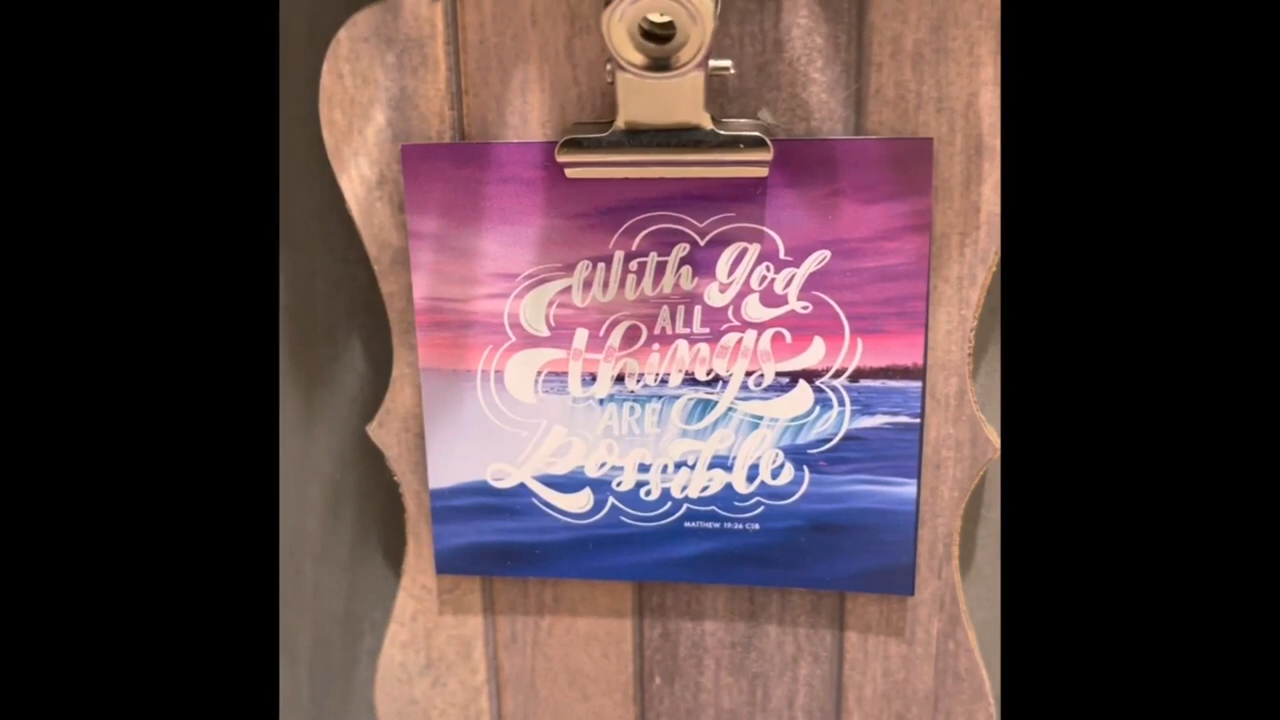 With God
ALL
things
ARE
possible
MATTHEW 19:26 CSB